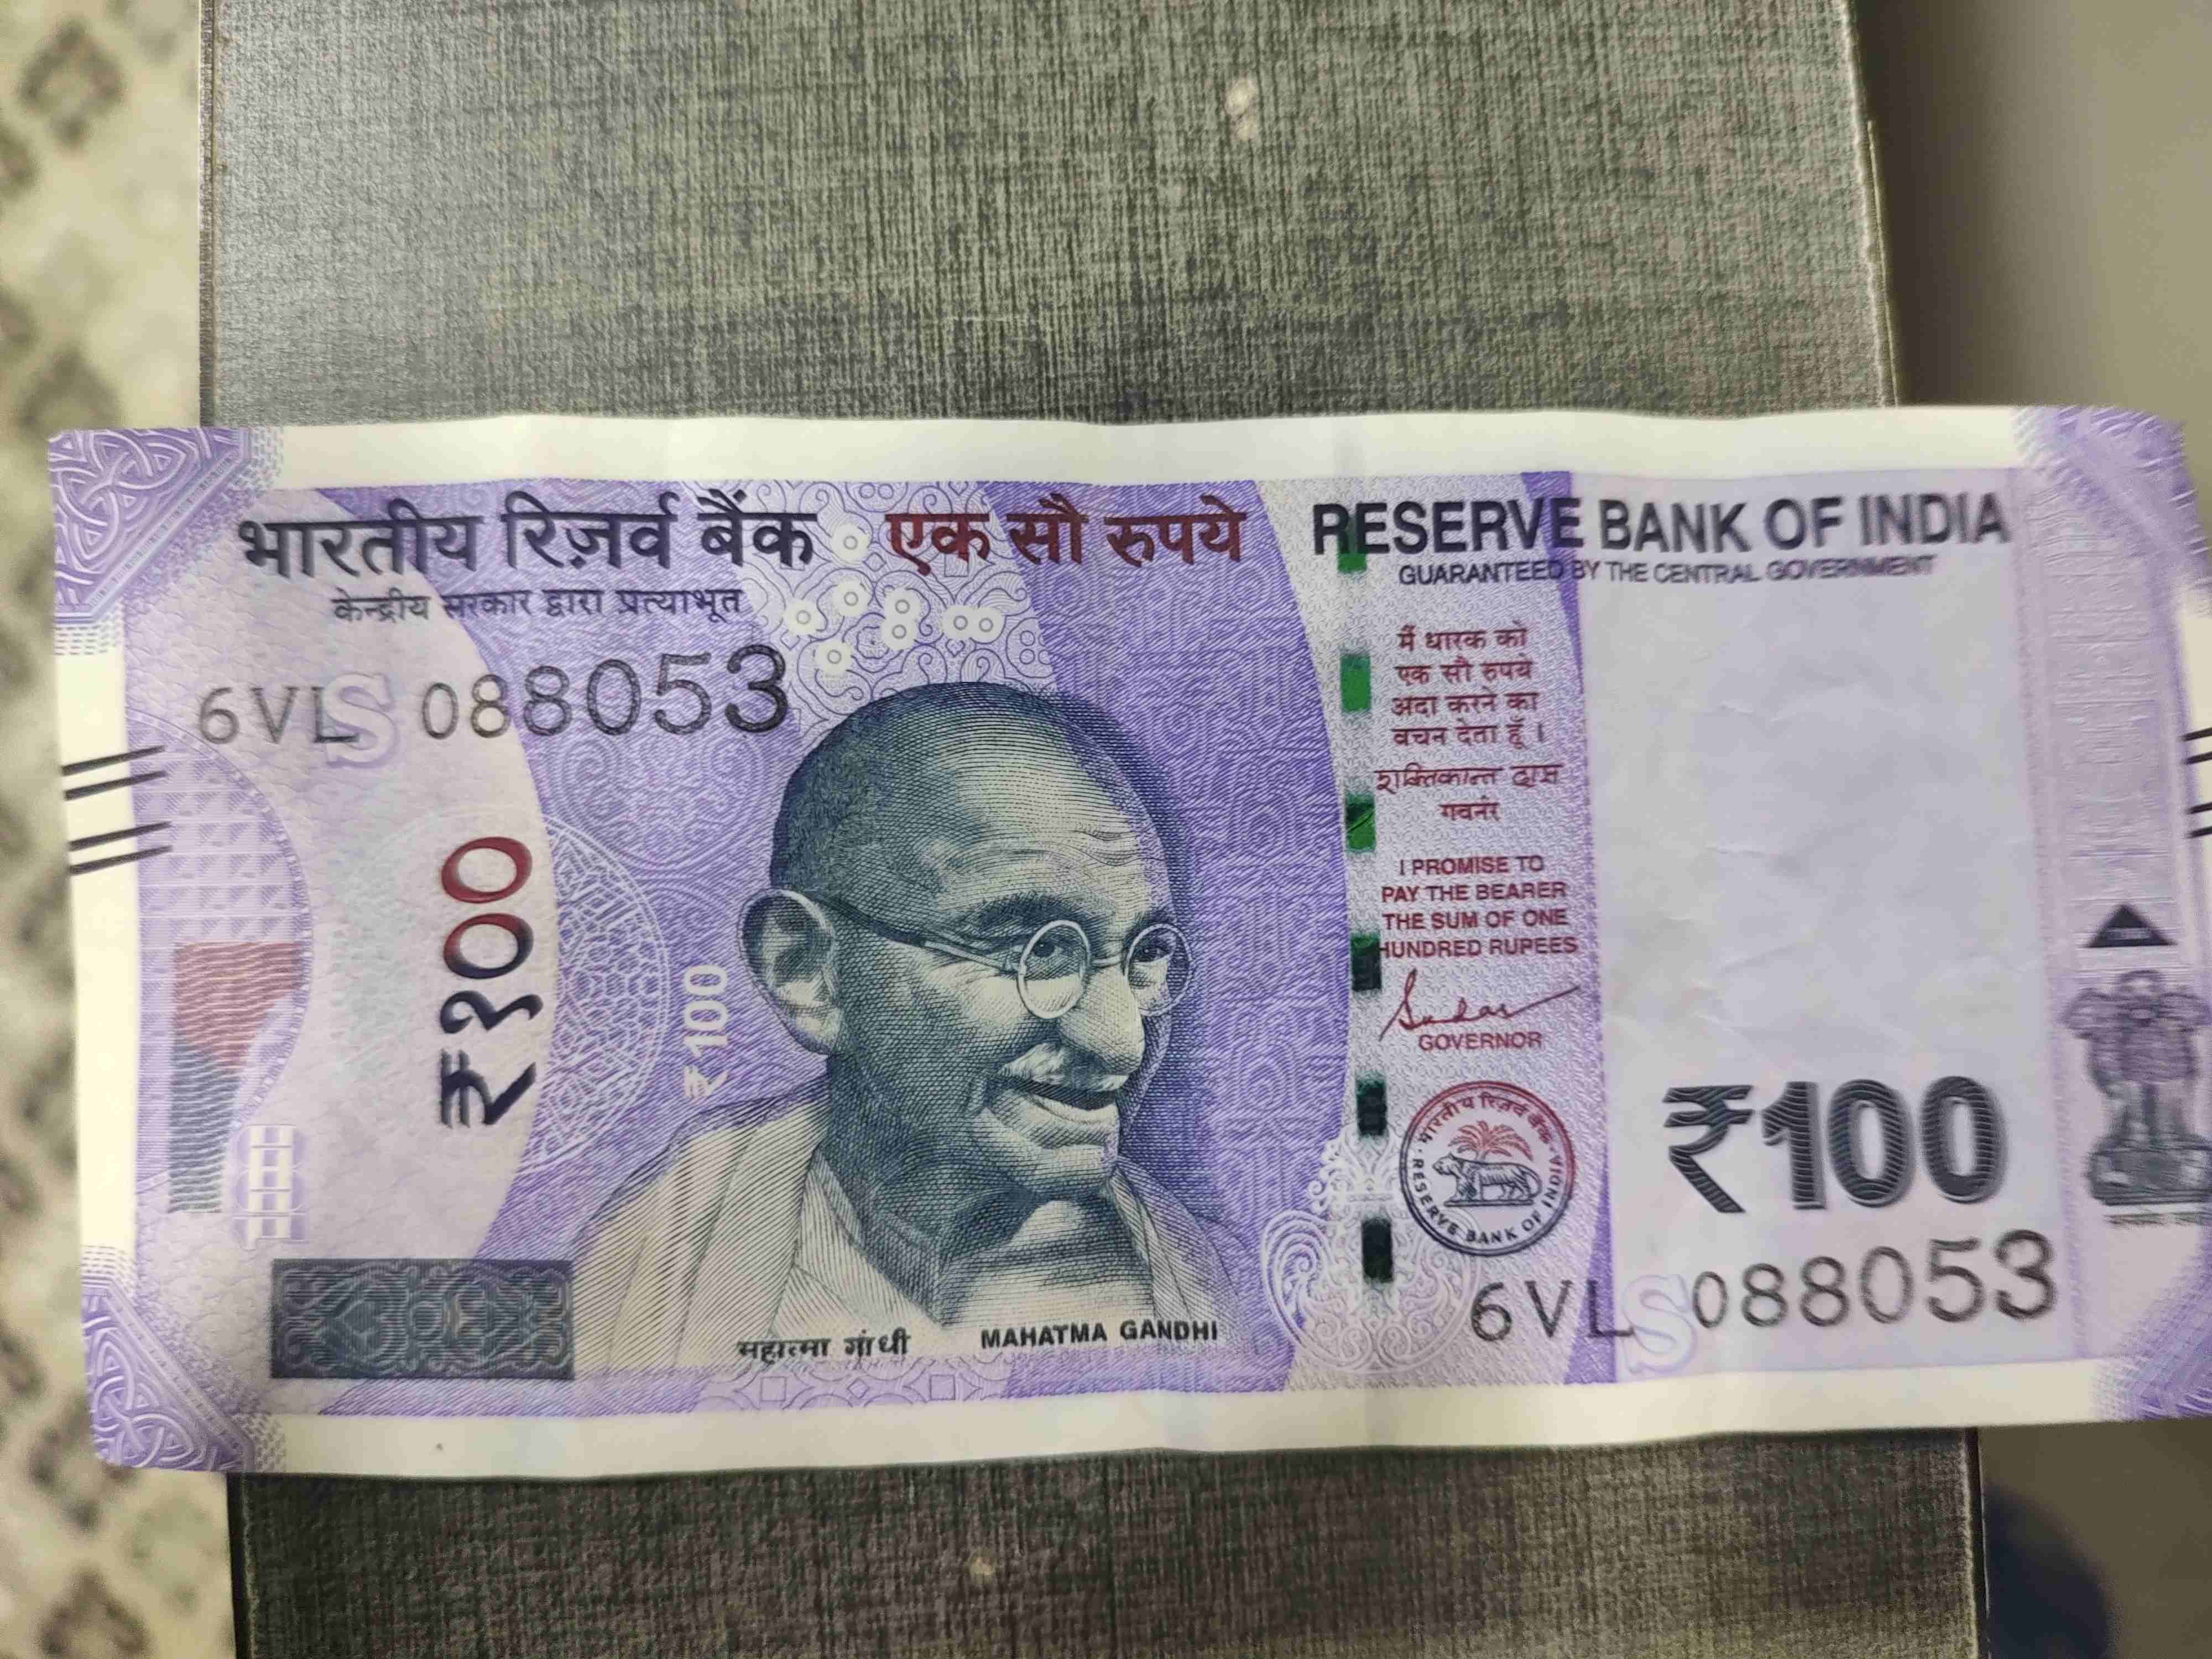 भारतीय रिज़र्व बैंक
केन्द्रीय सरकार द्वारा प्रत्याभूत
एक सौ रुपये
RESERVE BANK OF INDIA
GUARANTEED BY THE CENTRAL GOVERNMENT
6VL S 088053
₹१००
₹100
मैं धारक को
एक सौ रुपये
अदा करने का
वचन देता हूँ ।
शक्तिकान्त दास
गवर्नर
I PROMISE TO
PAY THE BEARER
THE SUM OF ONE
HUNDRED RUPEES
GOVERNOR
भारतीय रिज़र्व बैंक
RESERVE BANK OF INDIA
₹100
6VL S 088053
महात्मा गांधी
MAHATMA GANDHI